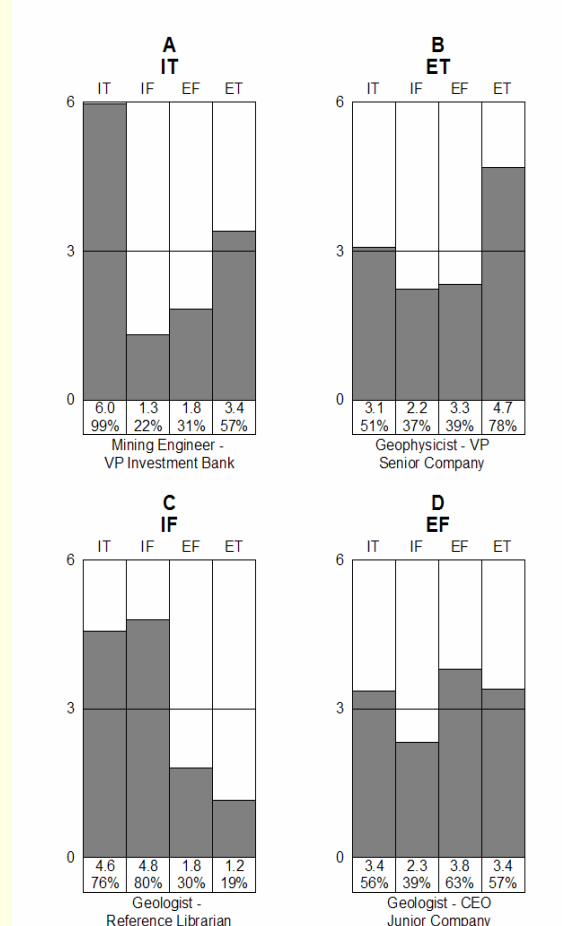 A
IT
IT IF EF ET
6
3
0
6.0 1.3 1.8 3.4
99% 22% 31% 57%
Mining Engineer -
VP Investment Bank
B
ET
IT IF EF ET
6
3
0
3.1 2.2 3.3 4.7
51% 37% 39% 78%
Geophysicist - VP
Senior Company
C
IF
IT IF EF ET
6
3
0
4.6 4.8 1.8 1.2
76% 80% 30% 19%
Geologist -
Reference Librarian
D
EF
IT IF EF ET
6
3
0
3.4 2.3 3.8 3.4
56% 39% 63% 57%
Geologist - CEO
Junior Company